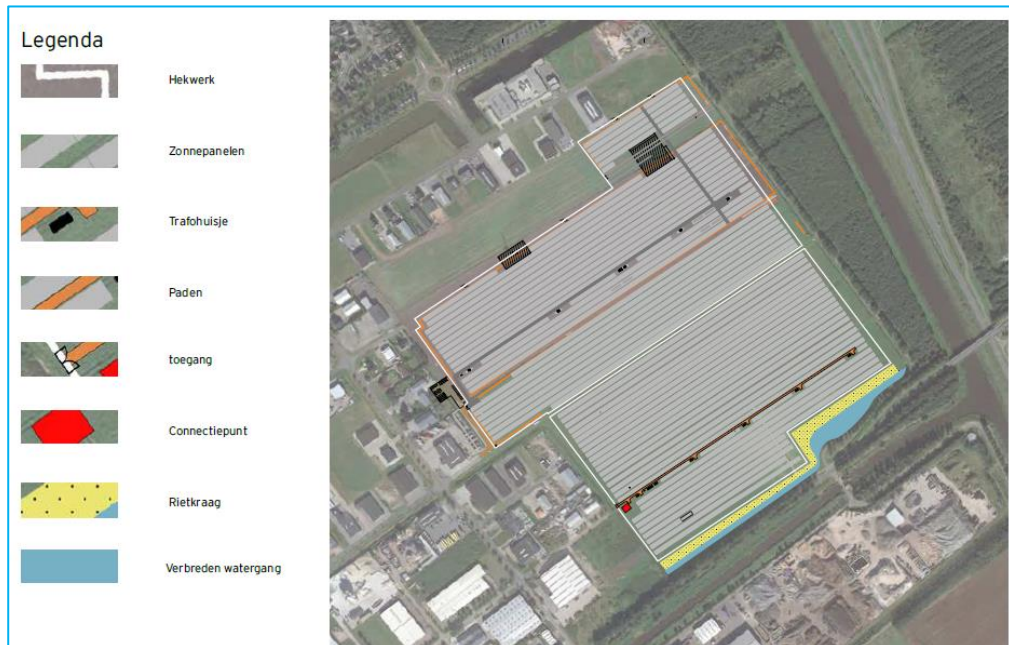 Legenda
Hekwerk
Zonnepanelen
Trafohuisje
Paden
toegang
Connectiepunt
Rietkraag
Verbreden watergang